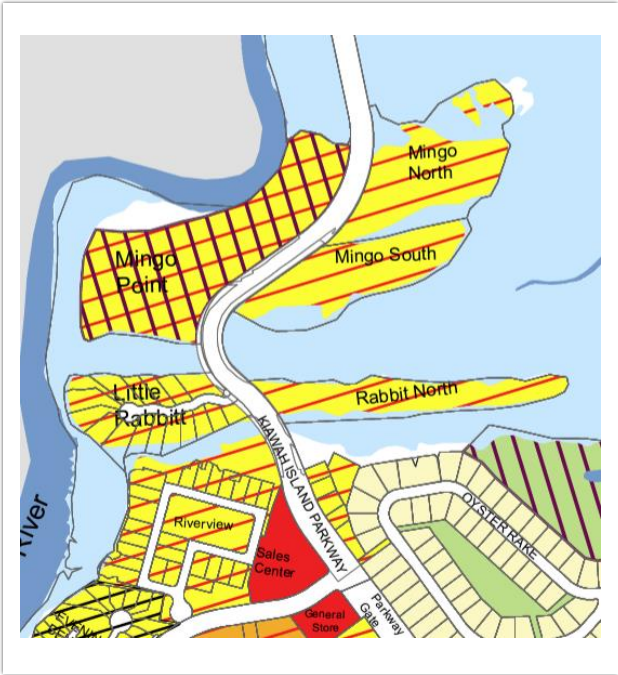 Mingo
North
Mingo
Point
Mingo South
Little
Rabbitt
Rabbit North
KIAWAH ISLAND PARKWAY
River
Riverview
OYSTER RAKE
Sales
Center
General
Store
Parkway
Gate